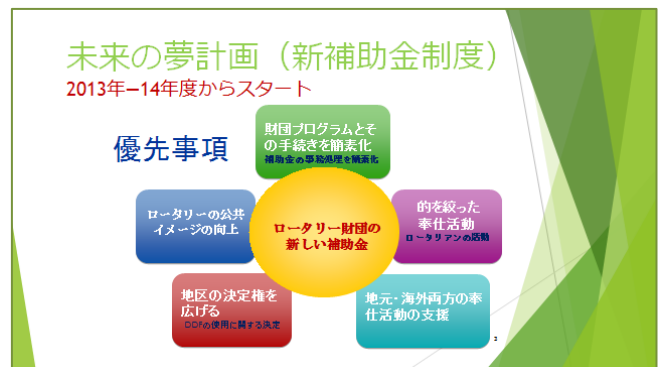 未来の夢計画（新補助金制度）
2013年−14年度からスタート
優先事項
財団プログラムとそ
の手続きを簡素化
補助金の事務処理を簡素化
ロータリーの公共
イメージの向上
ロータリー財団の
新しい補助金
的を絞った
奉仕活動
ロータリアンの活動
地区の決定権を
広げる
DDFの使用に関する決定
地元・海外両方の奉
仕活動の支援